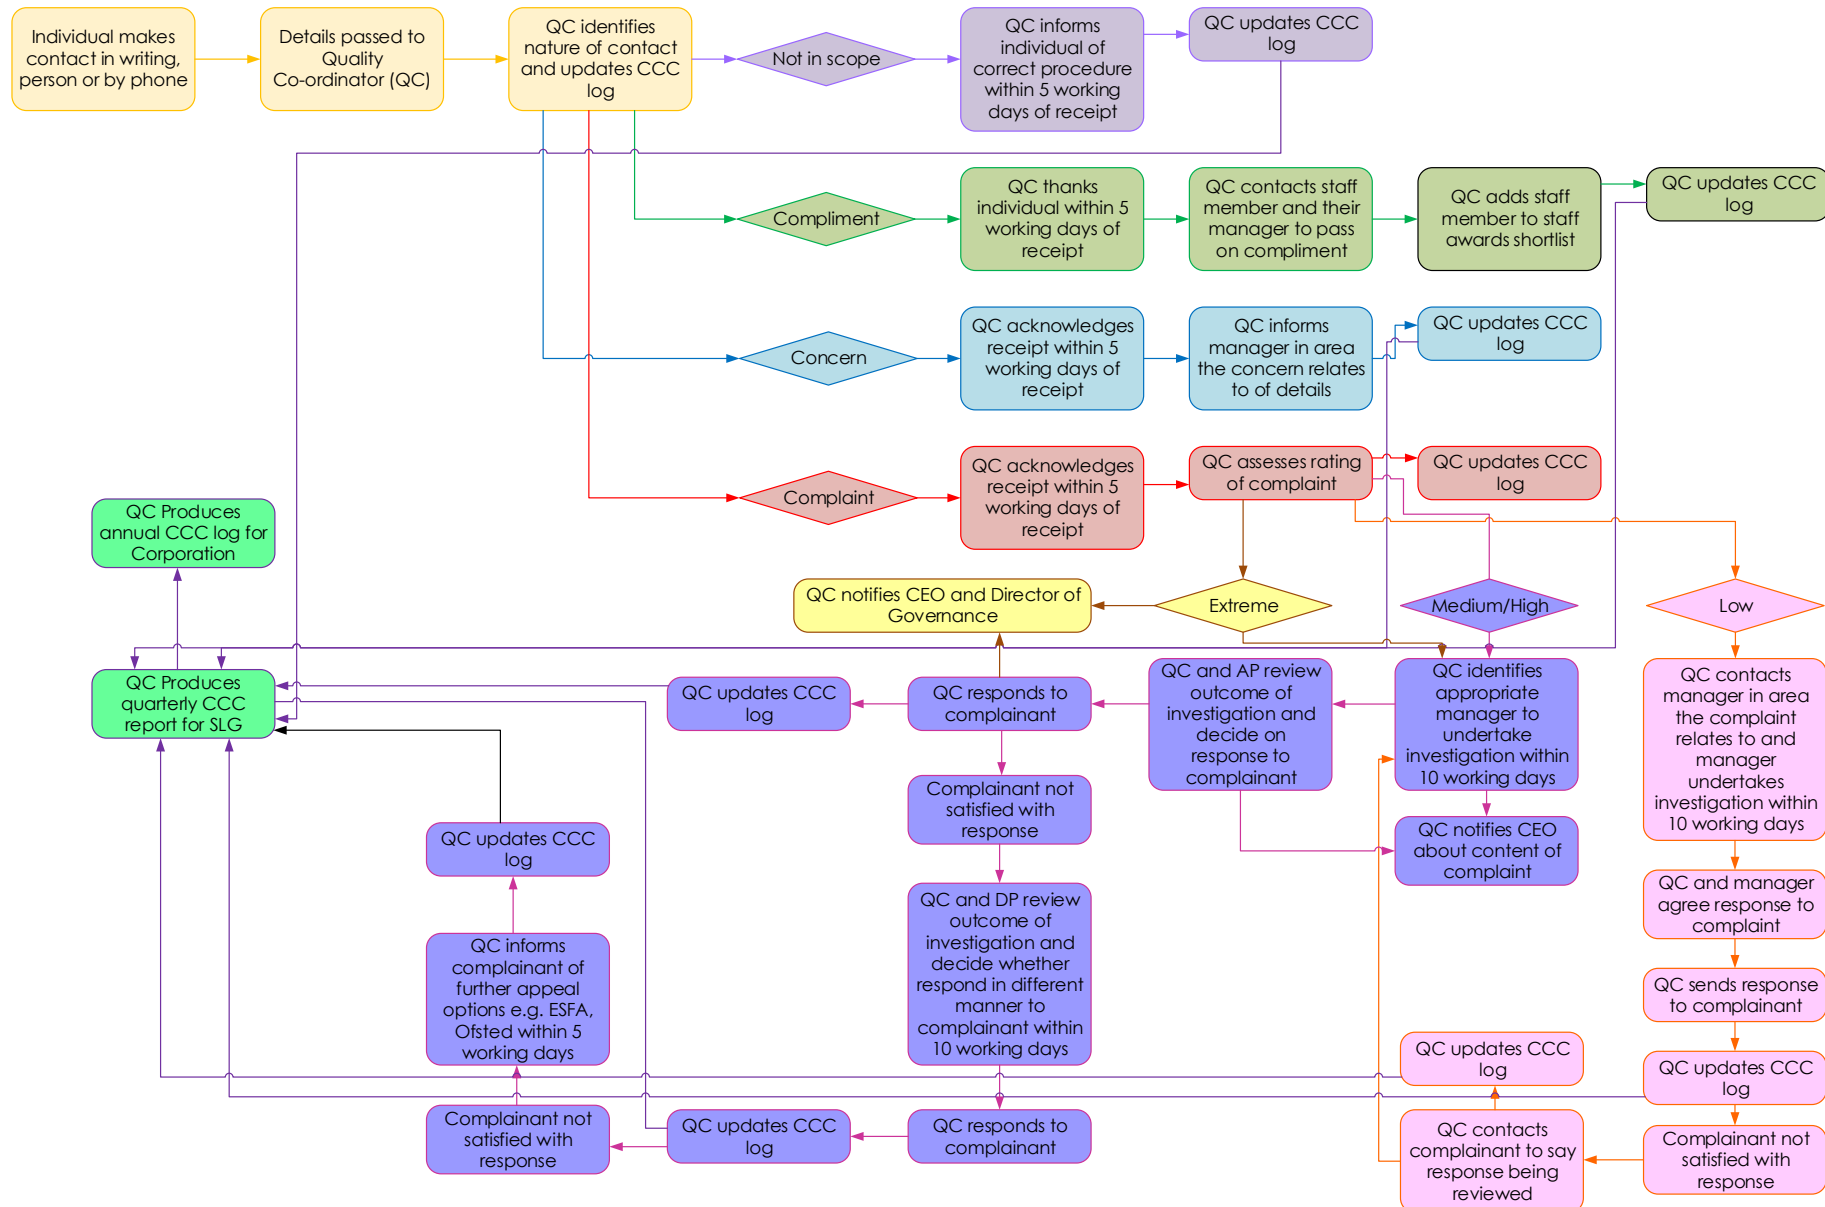 Individual makes
contact in writing,
person or by phone
Details passed to
Quality
Co-ordinator (QC)
QC identifies
nature of contact
and updates CCC
log
Not in scope
QC informs
individual of
correct procedure
within 5 working
days of receipt
QC updates CCC
log
Compliment
QC thanks
individual within 5
working days of
receipt
QC contacts staff
member and their
manager to pass
on compliment
QC adds staff
member to staff
awards shortlist
QC updates CCC
log
Concern
QC acknowledges
receipt within 5
working days of
receipt
QC informs
manager in area
the concern relates
to of details
QC updates CCC
log
Complaint
QC acknowledges
receipt within 5
working days of
receipt
QC assesses rating
of complaint
QC updates CCC
log
QC Produces
annual CCC log for
Corporation
QC notifies CEO and Director of
Governance
Extreme
Medium/High
Low
QC Produces
quarterly CCC
report for SLG
QC updates CCC
log
QC responds to
complainant
QC and AP review
outcome of
investigation and
decide on
response to
complainant
QC identifies
appropriate
manager to
undertake
investigation within
10 working days
QC contacts
manager in area
the complaint
relates to and
manager
undertakes
investigation within
10 working days
Complainant not
satisfied with
response
QC notifies CEO
about content of
complaint
QC updates CCC
log
QC and manager
agree response to
complaint
QC and DP review
outcome of
investigation and
decide whether
respond in different
manner to
complainant within
10 working days
QC informs
complainant of
further appeal
options e.g. ESFA,
Ofsted within 5
working days
QC sends response
to complainant
QC updates CCC
log
QC updates CCC
log
Complainant not
satisfied with
response
QC updates CCC
log
QC responds to
complainant
QC contacts
complainant to say
response being
reviewed
Complainant not
satisfied with
response